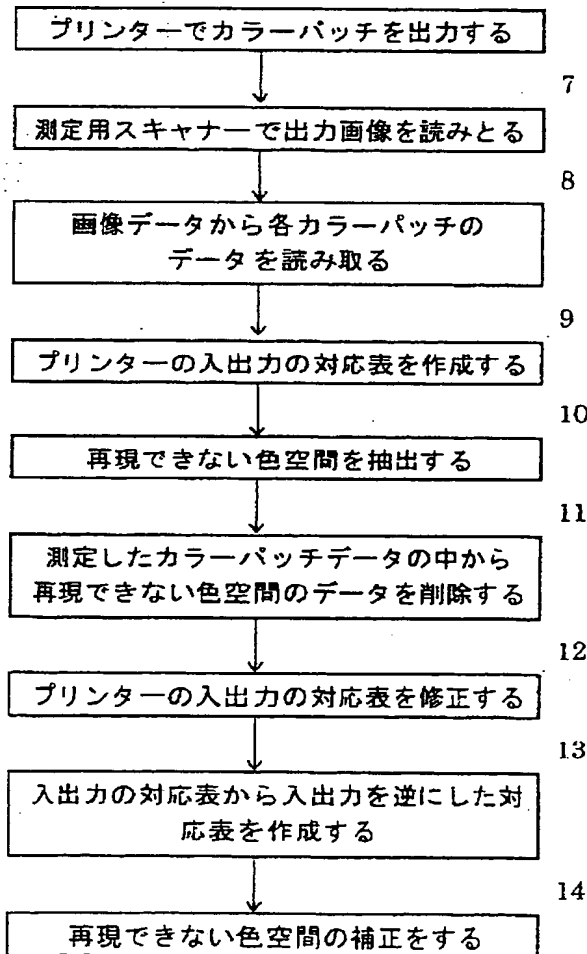 プリンターでカラーパッチを出力する
7
測定用スキャナーで出力画像を読みとる
8
画像データから各カラーパッチの
データを読み取る
9
プリンターの入出力の対応表を作成する
10
再現できない色空間を抽出する
11
測定したカラーパッチデータの中から
再現できない色空間のデータを削除する
12
プリンターの入出力の対応表を修正する
13
入出力の対応表から入出力を逆にした対
応表を作成する
14
再現できない色空間の補正をする